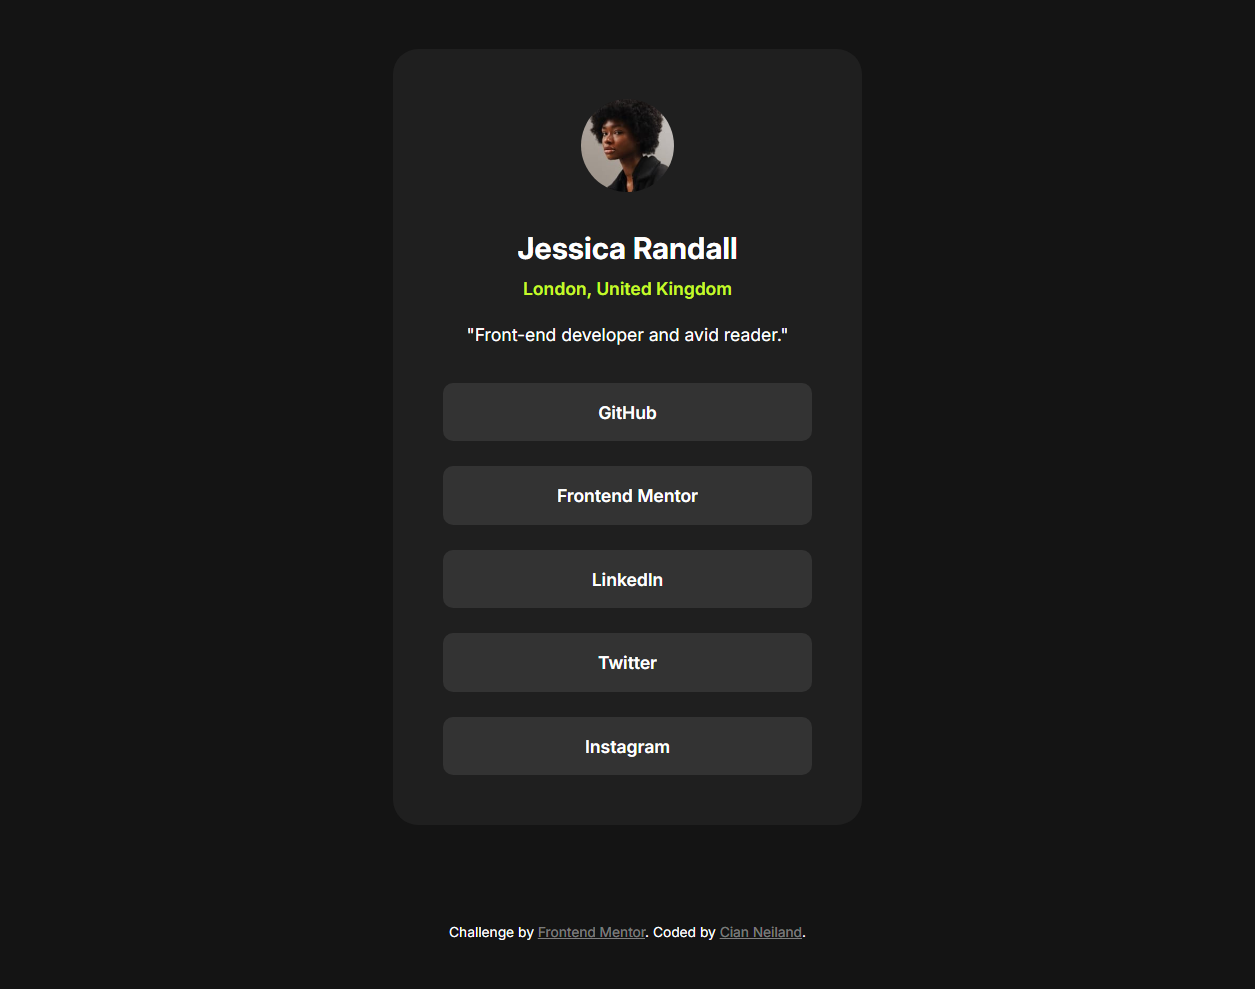 Jessica Randall
London, United Kingdom
"Front-end developer and avid reader."
GitHub
Frontend Mentor
LinkedIn
Twitter
Instagram
Challenge by Frontend Mentor. Coded by Cian Neiland.